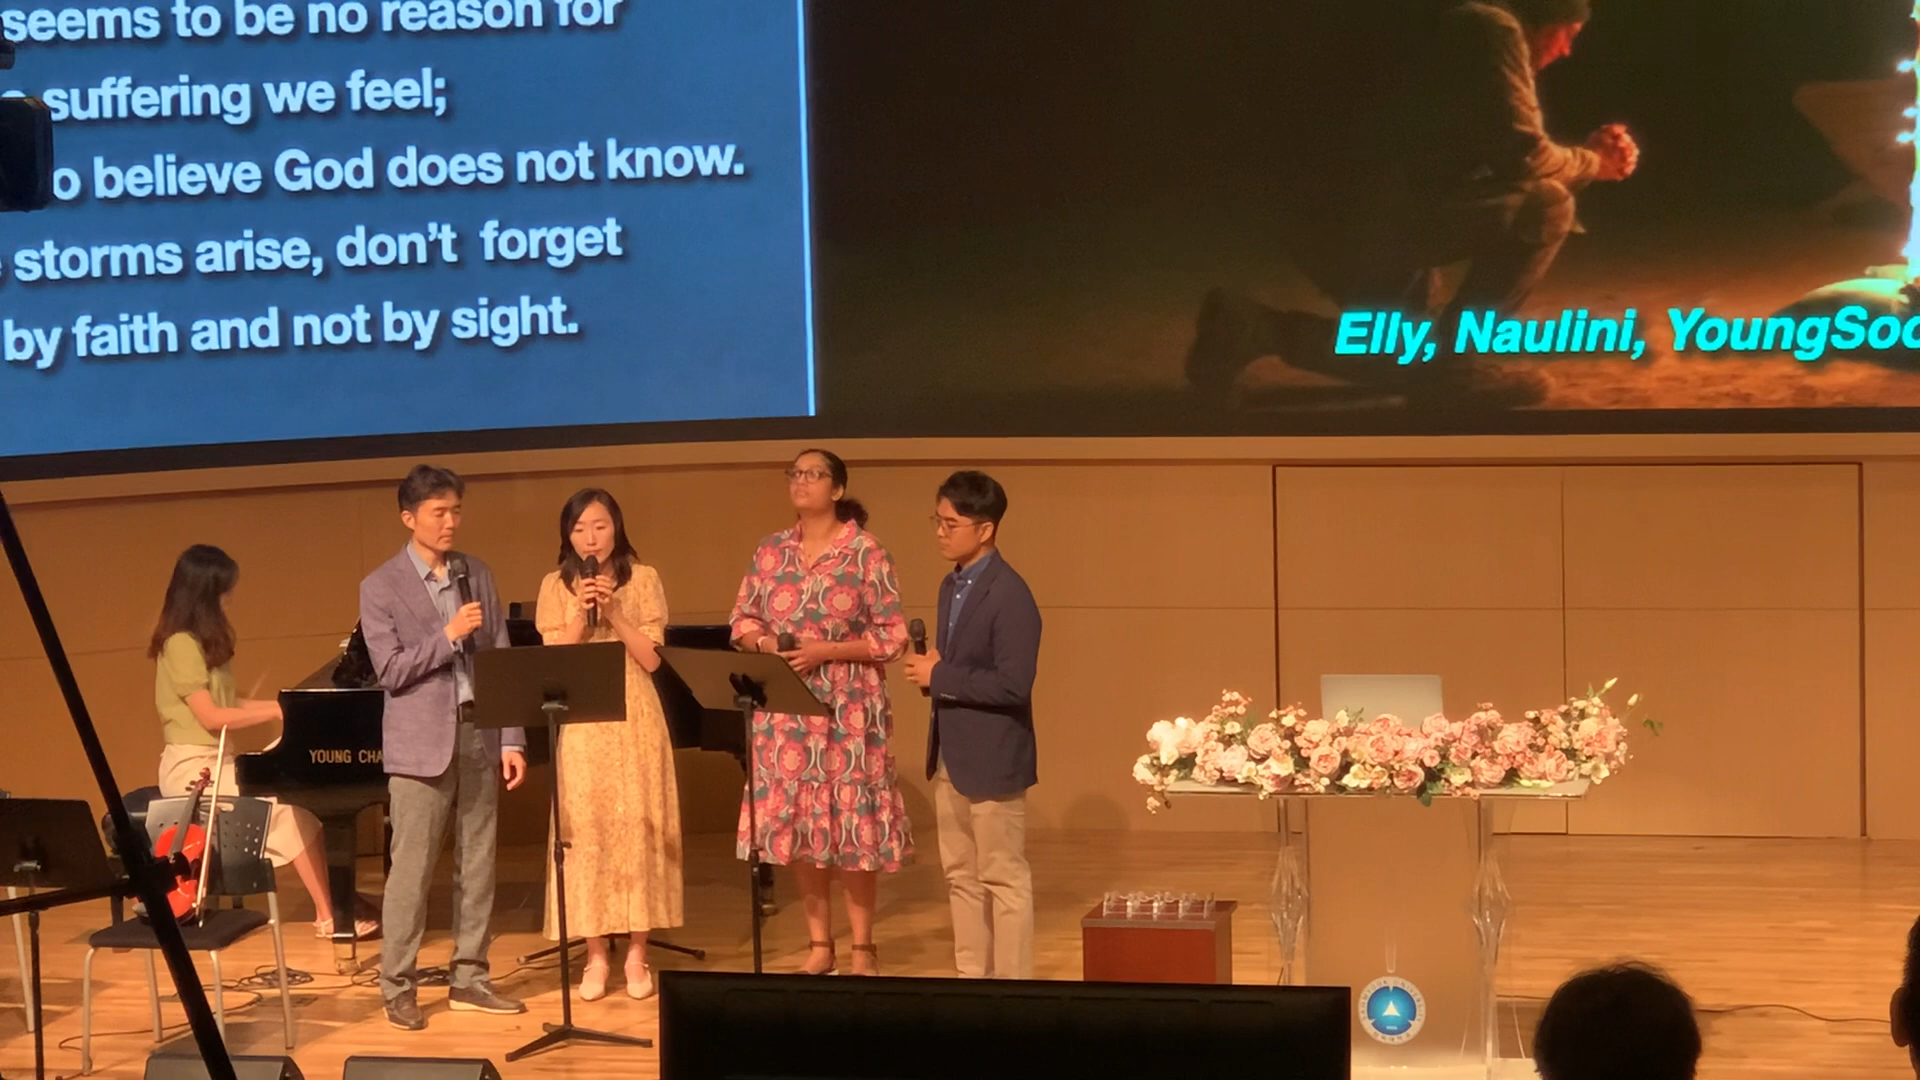 seems to be no reason for
suffering we feel;
o believe God does not know.
storms arise, don't forget
by faith and not by sight.
Elly, Naulini, YoungSoo
YOUNG CHA